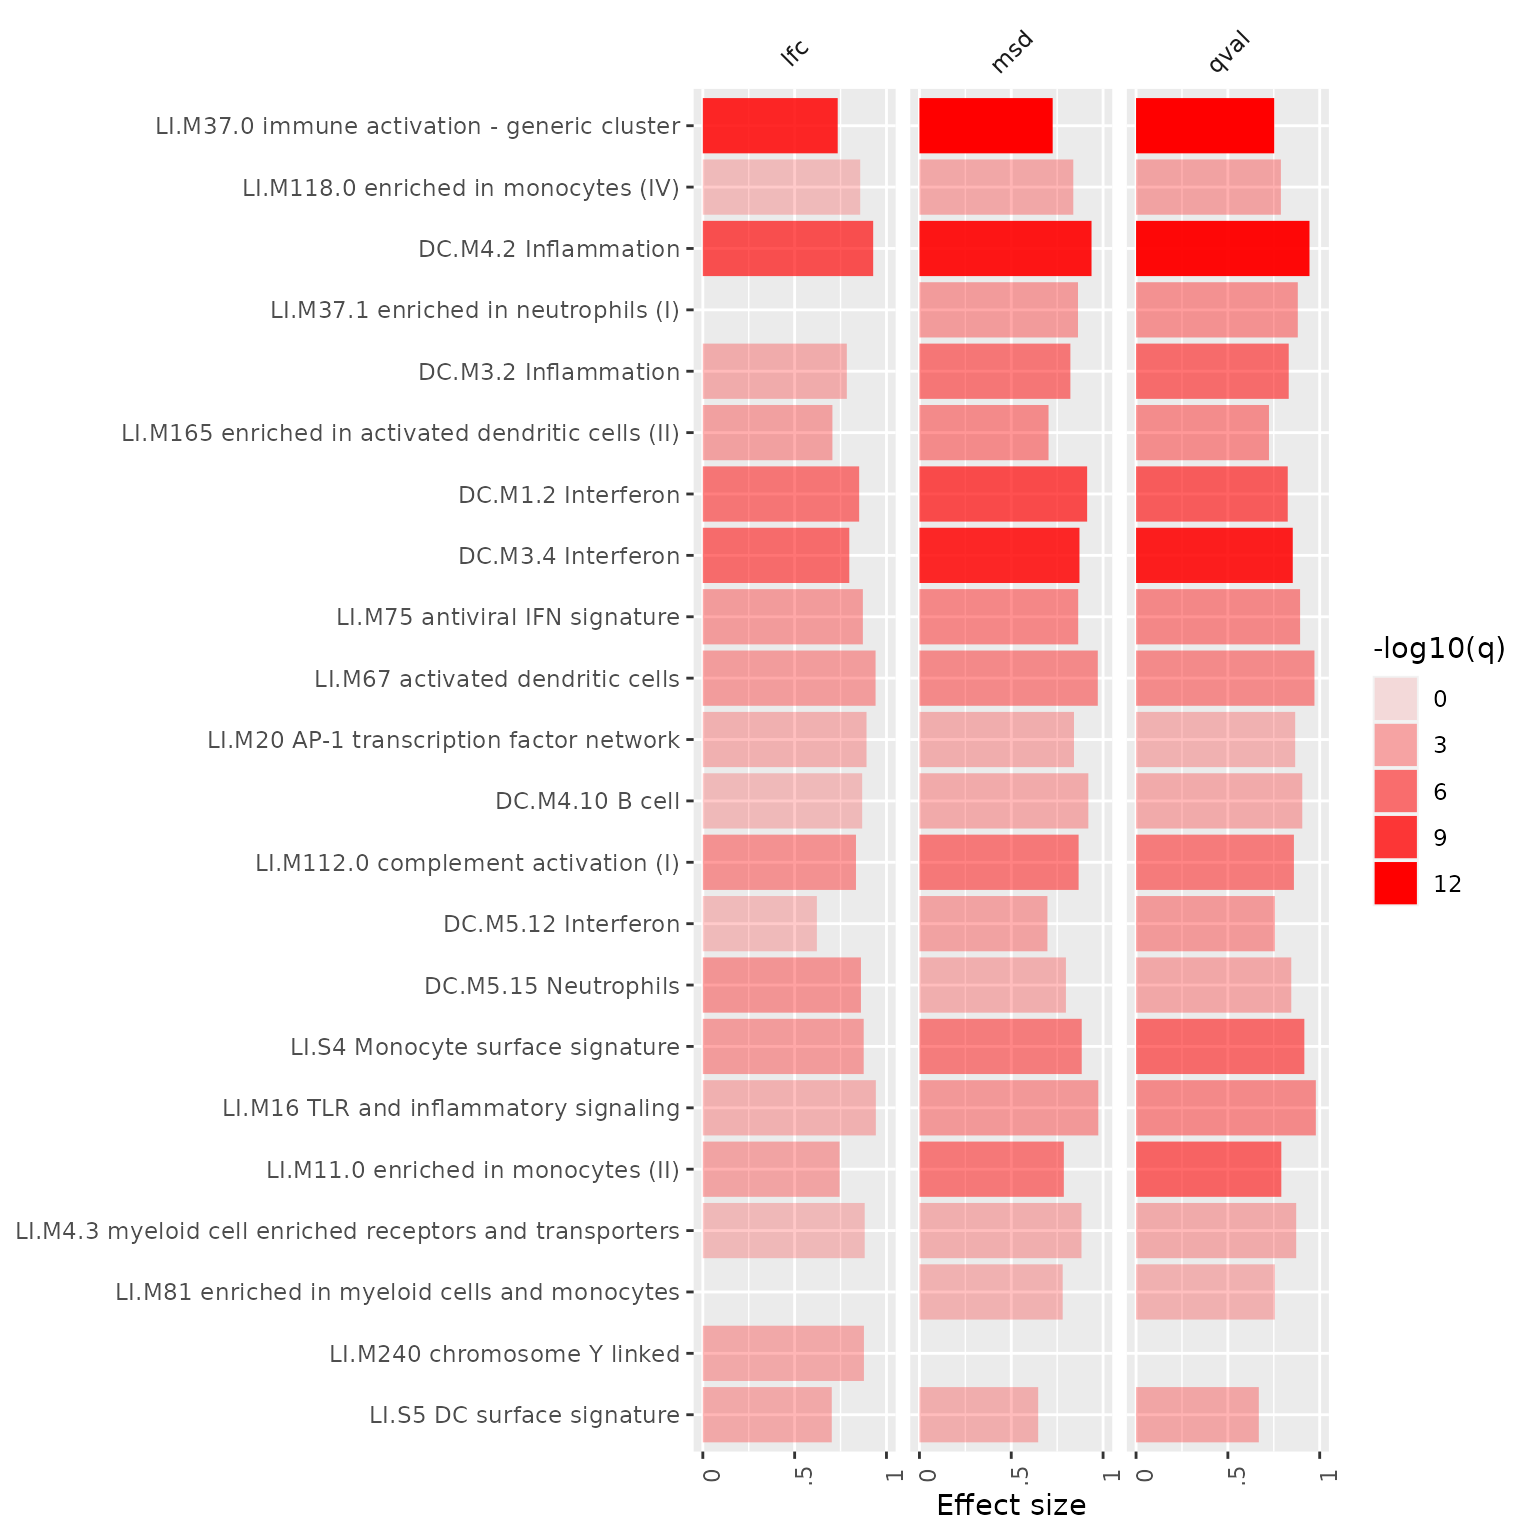 lfc
msd
qval
LI.M37.0 immune activation - generic cluster
LI.M118.0 enriched in monocytes (IV)
DC.M4.2 Inflammation
LI.M37.1 enriched in neutrophils (I)
DC.M3.2 Inflammation
LI.M165 enriched in activated dendritic cells (II)
DC.M1.2 Interferon
DC.M3.4 Interferon
LI.M75 antiviral IFN signature
LI.M67 activated dendritic cells
LI.M20 AP-1 transcription factor network
DC.M4.10 B cell
LI.M112.0 complement activation (I)
DC.M5.12 Interferon
DC.M5.15 Neutrophils
LI.S4 Monocyte surface signature
LI.M16 TLR and inflammatory signaling
LI.M11.0 enriched in monocytes (II)
LI.M4.3 myeloid cell enriched receptors and transporters
LI.M81 enriched in myeloid cells and monocytes
LI.M240 chromosome Y linked
LI.S5 DC surface signature
0 .5 1
0 .5 1
0 .5 1
Effect size
-log10(q)
0
3
6
9
12